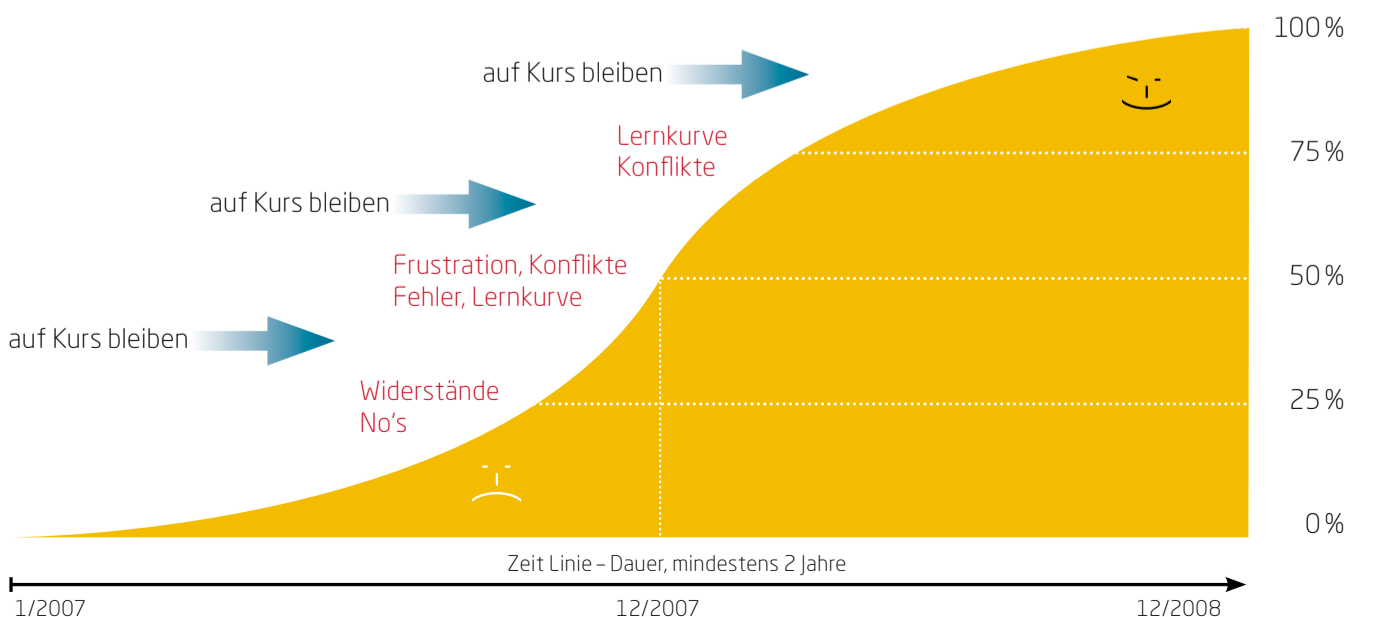 100 %
auf Kurs bleiben
Lernkurve
Konflikte
75 %
auf Kurs bleiben
Frustration, Konflikte
Fehler, Lernkurve
50 %
auf Kurs bleiben
Widerstände
No‘s
25 %
0 %
Zeit Linie – Dauer, mindestens 2 Jahre
1/2007
12/2007
12/2008